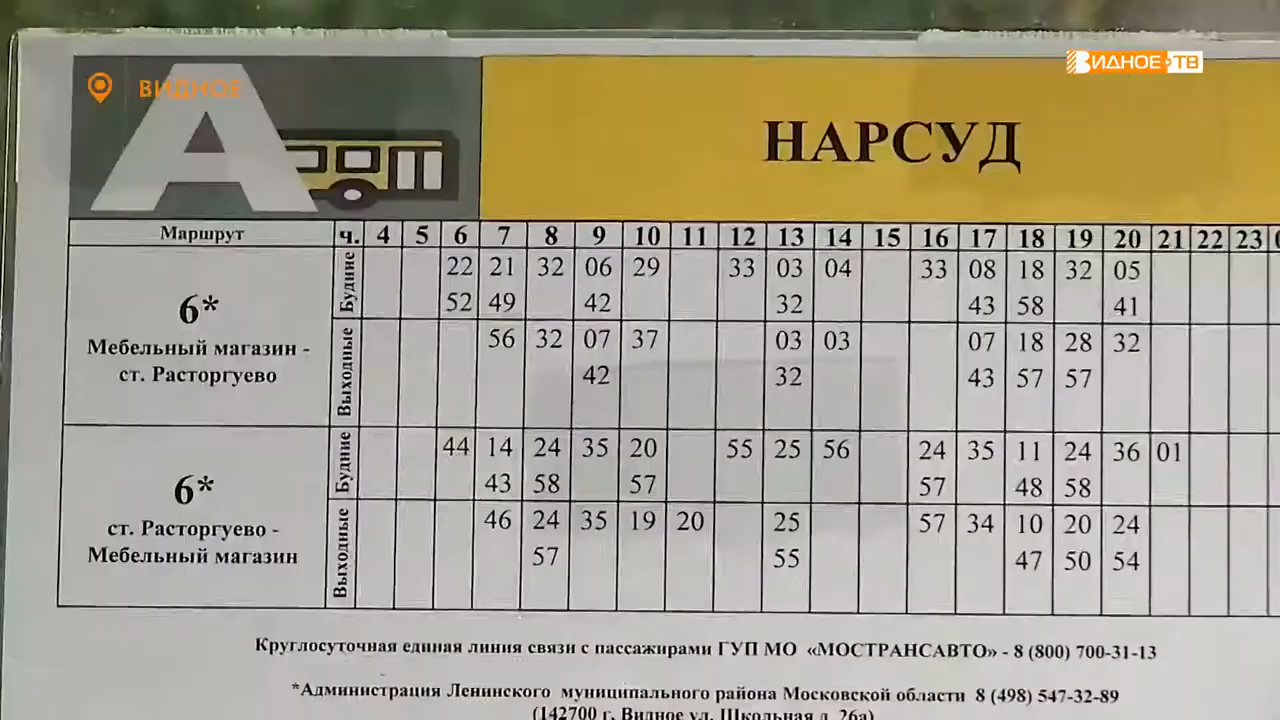 ВИДНОЕ
ВИДНОЕ ТВ
А
НАРСУД
Маршрут ч. 4 5 6 7 8 9 10 11 12 13 14 15 16 17 18 19 20 21 22 23
6*
Мебельный магазин -
ст. Расторгуево
Будние
22 21 32 06 29 33 03 04 33 08 18 32 05
52 49 42 32 43 58 41
Выходные
56 32 07 37 03 03 07 18 28 32
42 32 43 57 57
6*
ст. Расторгуево -
Мебельный магазин
Будние
44 14 24 35 20 55 25 56 24 35 11 24 36 01
43 58 57 57 48 58
Выходные
46 24 35 19 20 25 57 34 10 20 24
57 55 47 50 54
Круглосуточная единая линия связи с пассажирами ГУП МО «МОСТРАНСАВТО» - 8 (800) 700-31-13
*Администрация Ленинского муниципального района Московской области 8 (498) 547-32-89
(142700 г. Видное ул. Школьная д. 26а)